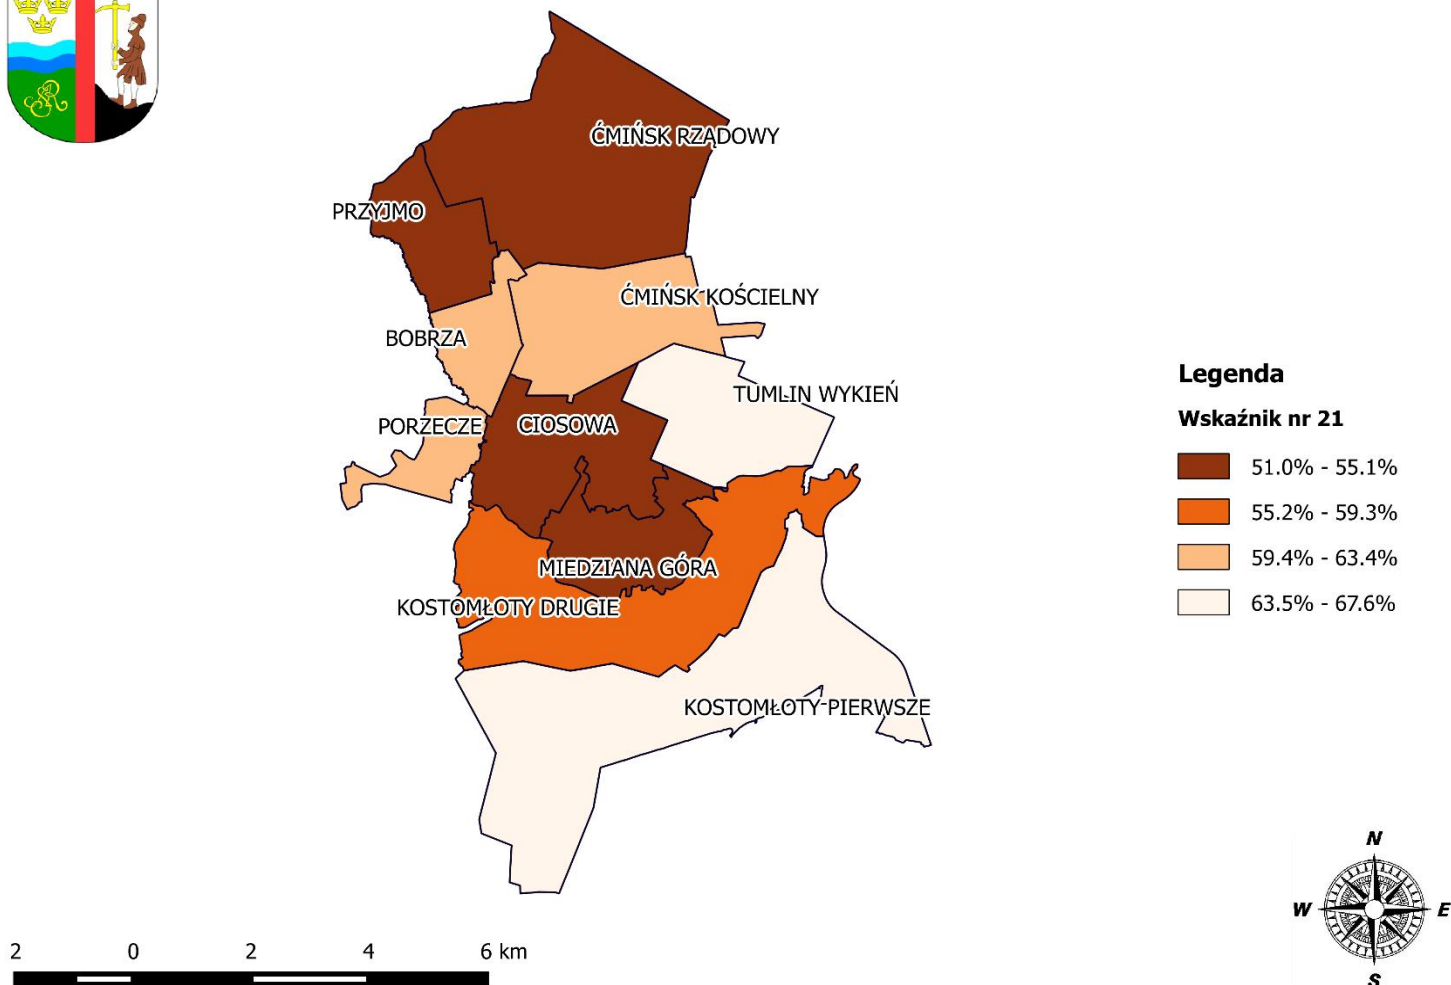 ĆMIŃSK RZĄDOWY
PRZYJMO
ĆMIŃSK KOŚCIELNY
BOBRZA
TUMLIN WYKIEŃ
PORZECZE
CIOSOWA
MIEDZIANA GÓRA
KOSTOMŁOTY DRUGIE
KOSTOMŁOTY PIERWSZE
Legenda
Wskaźnik nr 21
51.0% - 55.1%
55.2% - 59.3%
59.4% - 63.4%
63.5% - 67.6%
N
W E
S
2 0 2 4 6 km